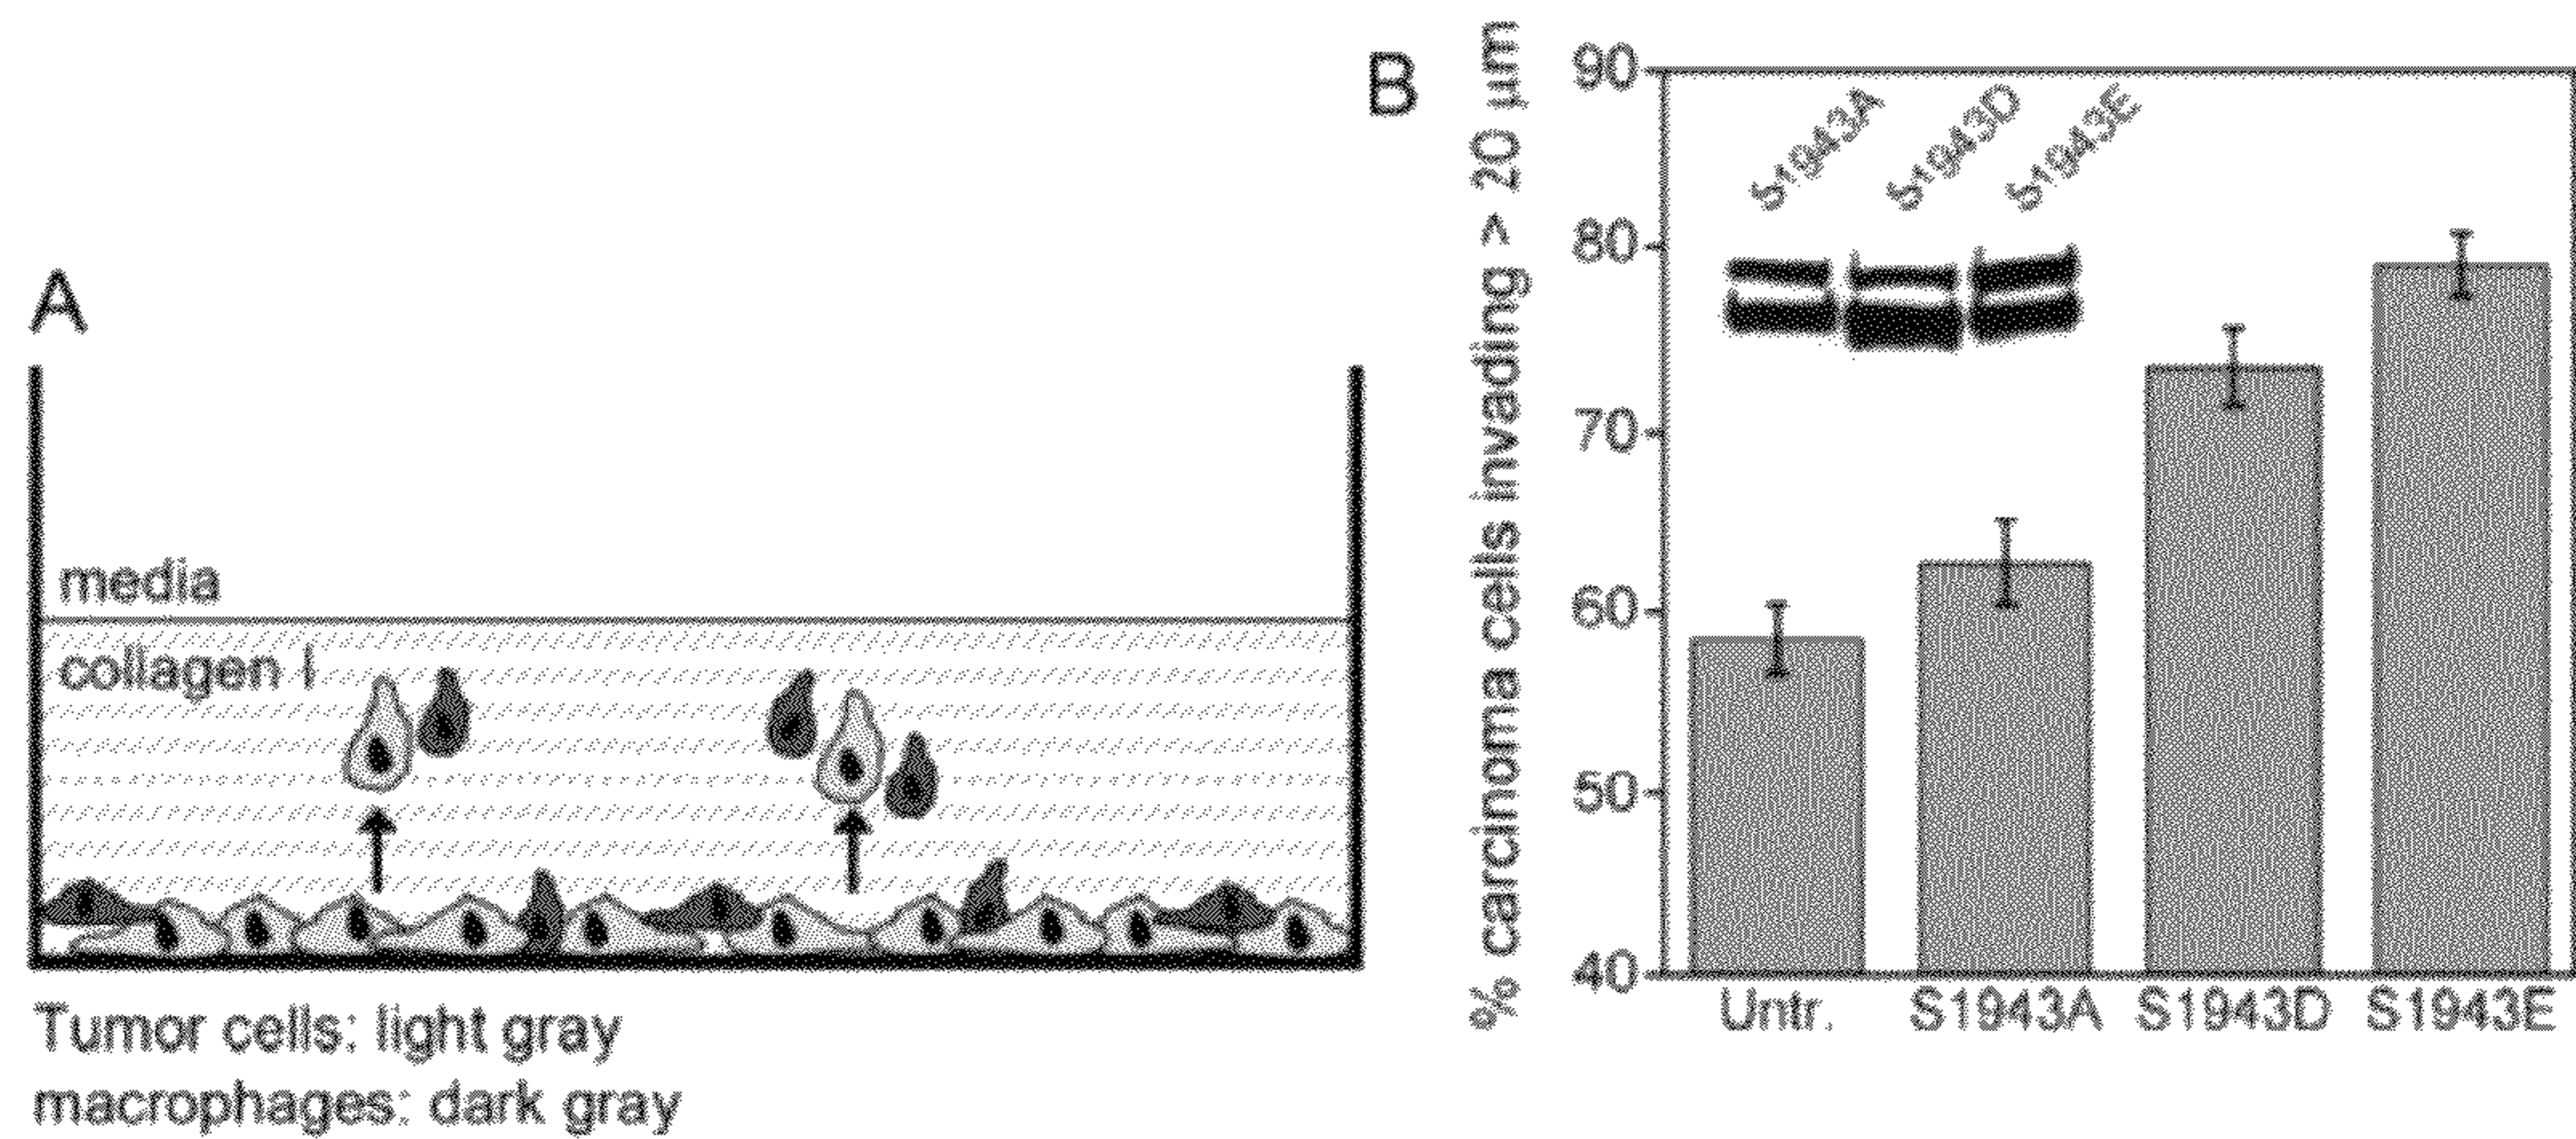 A
media
collagen I
Tumor cells: light gray
macrophages: dark gray
B
% carcinoma cells invading > 20 µm
90
80
70
60
50
40
S1943A
S1943D
S1943E
Untr.
S1943A
S1943D
S1943E